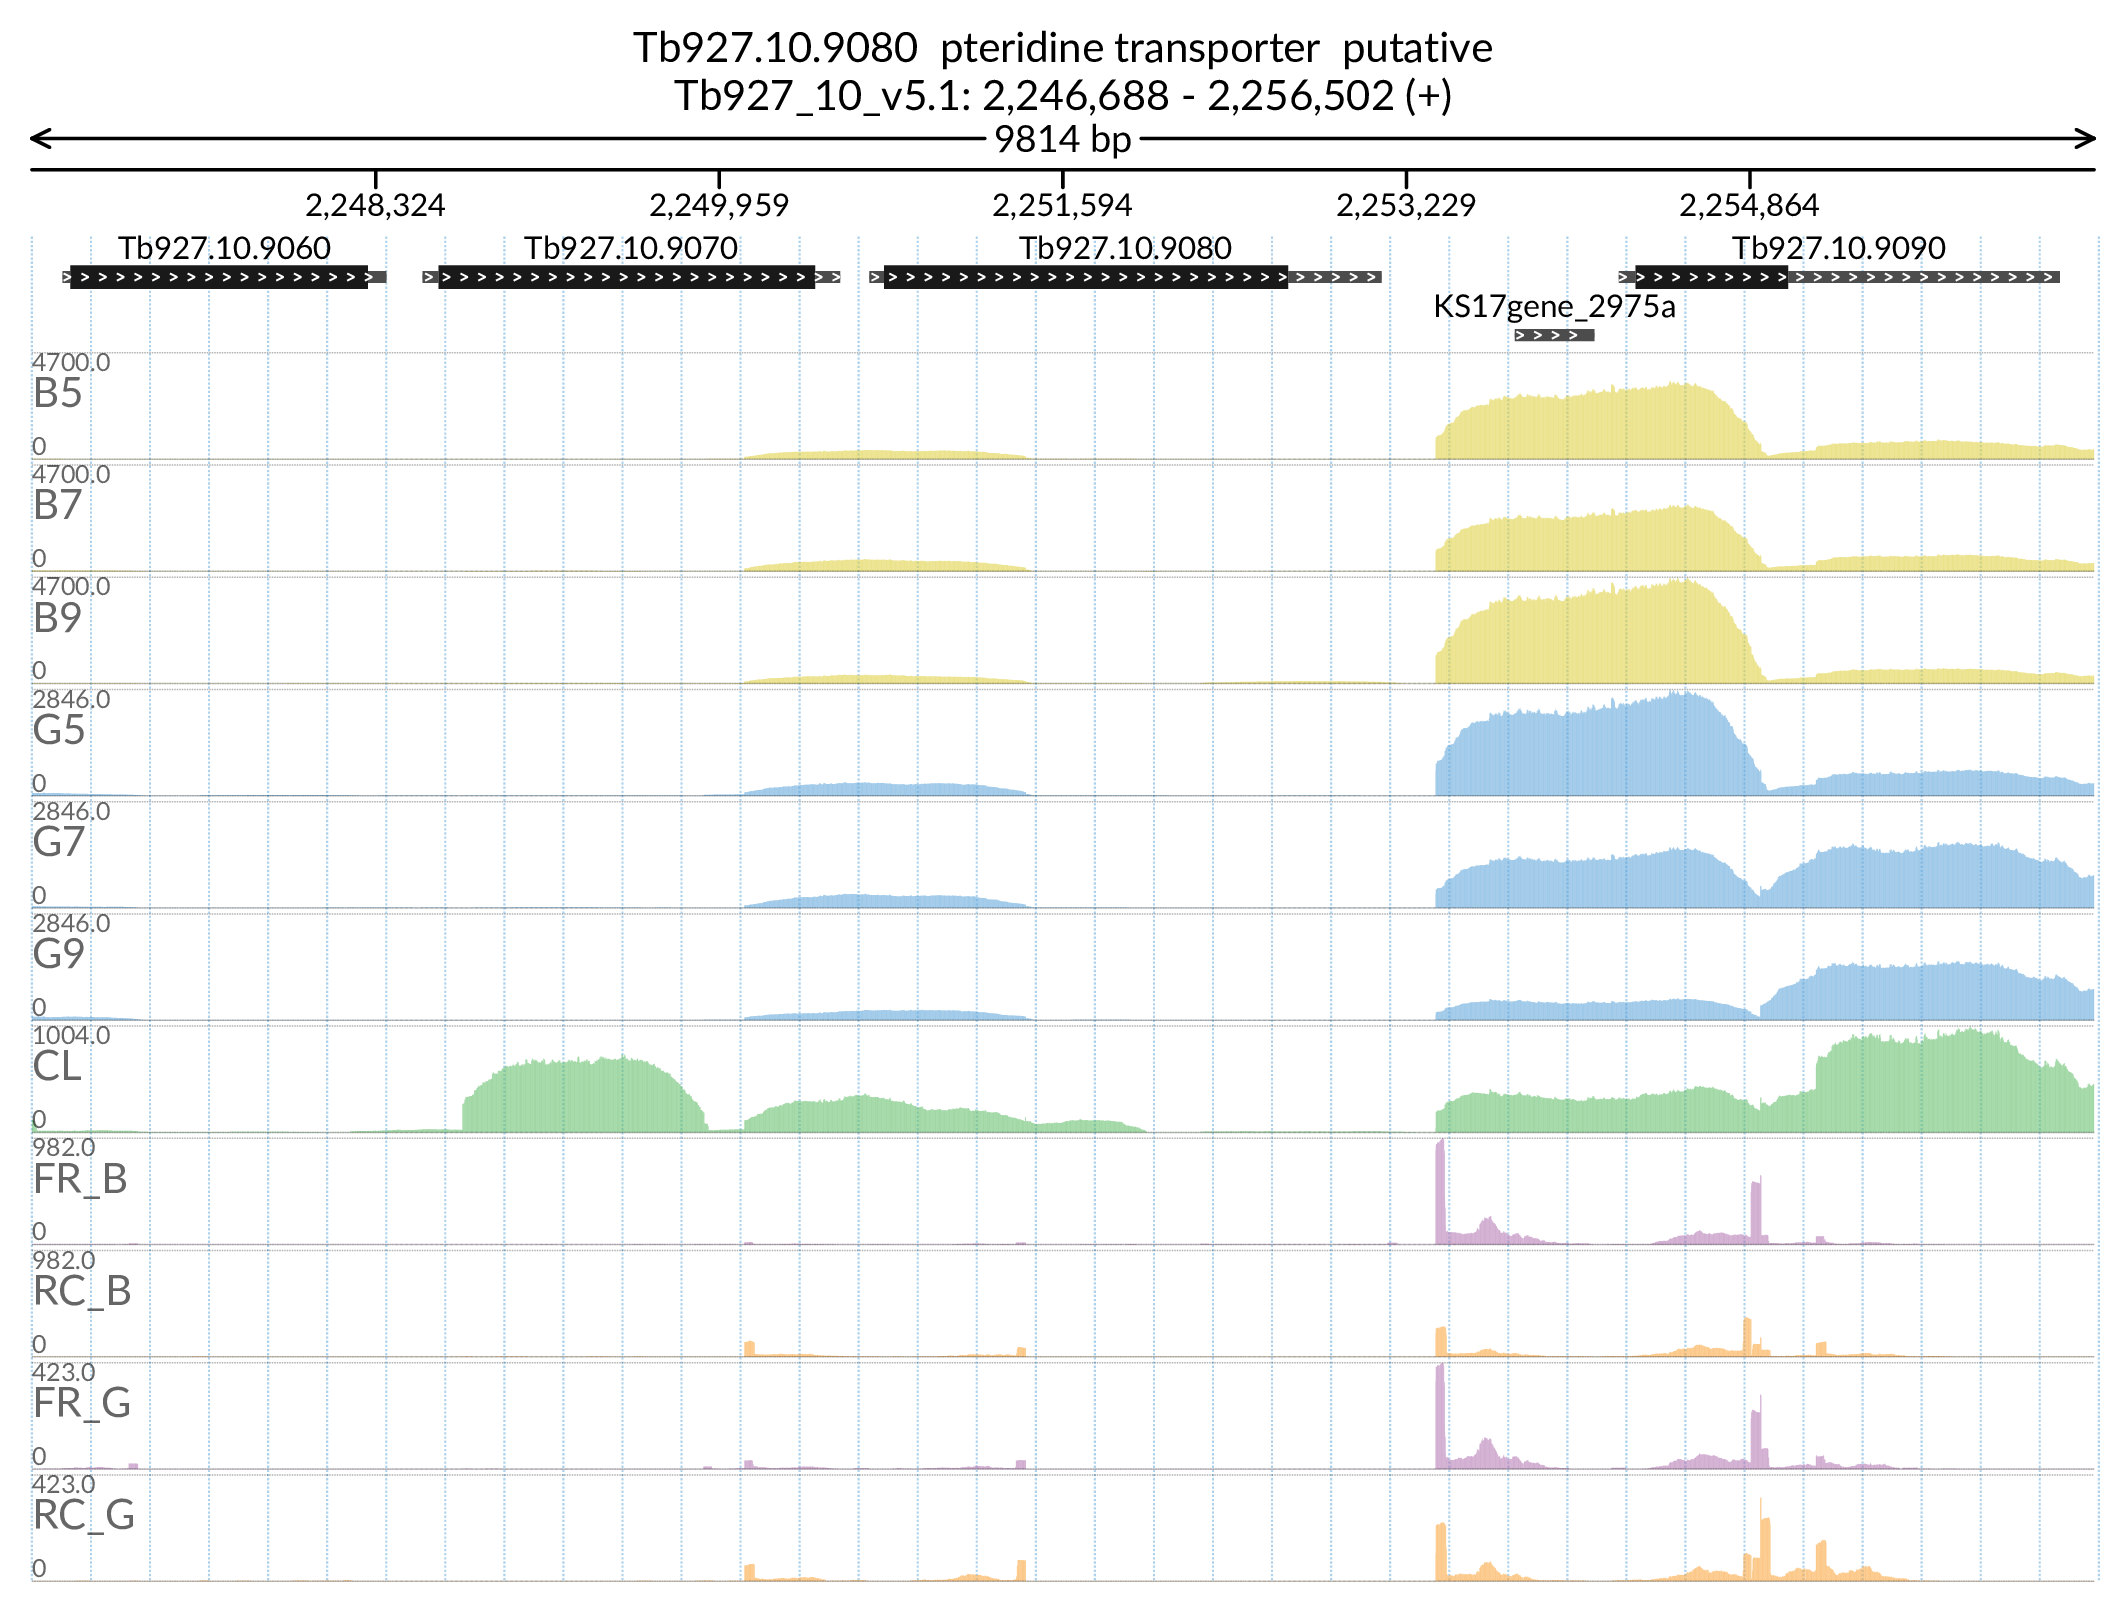 Tb927.10.9080 pteridine transporter putative
Tb927_10_v5.1: 2,246,688 - 2,256,502 (+)
9814 bp
2,248,324 2,249,959 2,251,594 2,253,229 2,254,864
Tb927.10.9060 Tb927.10.9070 Tb927.10.9080 Tb927.10.9090
KS17gene_2975a
4700.0
B5
0
4700.0
B7
0
4700.0
B9
0
2846.0
G5
0
2846.0
G7
0
2846.0
G9
0
1004.0
CL
0
982.0
FR_B
0
982.0
RC_B
0
423.0
FR_G
0
423.0
RC_G
0